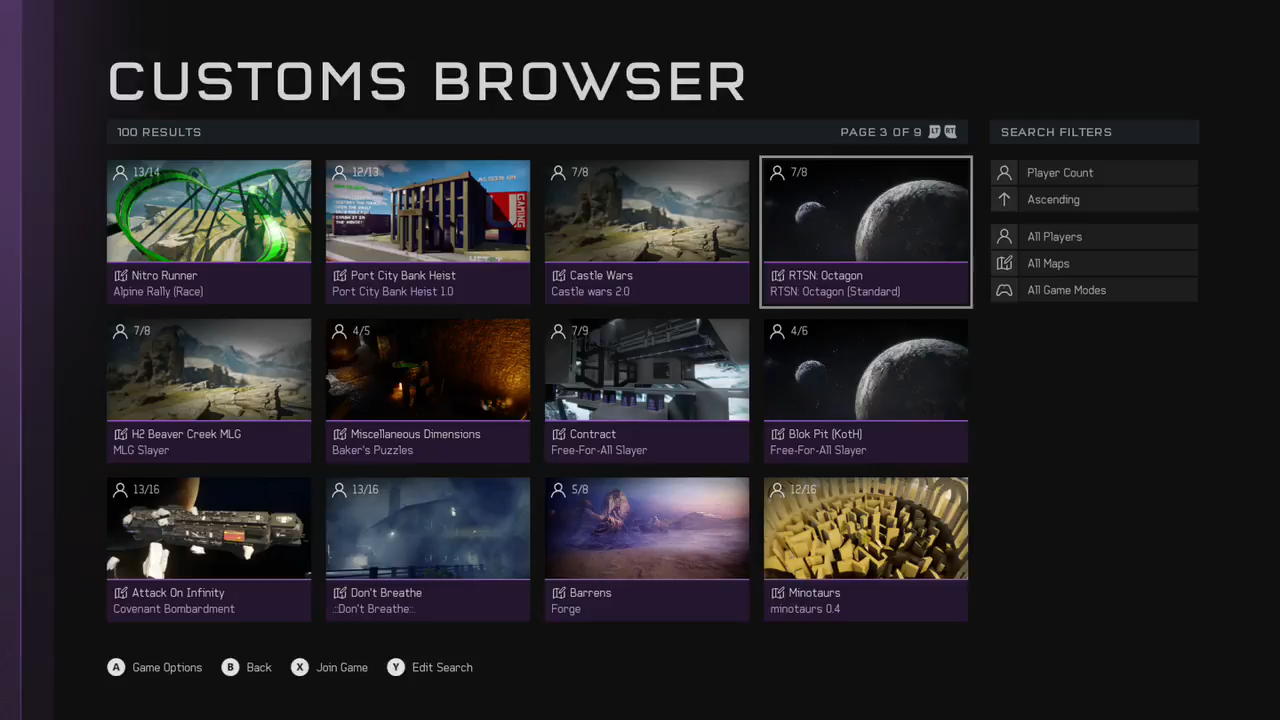 CUSTOMS BROWSER
100 RESULTS
PAGE 3 OF 9 LT RT
SEARCH FILTERS
13/14
Nitro Runner
Alpine Rally (Race)
12/13
GAMING
Port City Bank Heist
Port City Bank Heist 1.0
7/8
Castle Wars
Castle wars 2.0
7/8
RTSN: Octagon
RTSN: Octagon (Standard)
Player Count
Ascending
All Players
All Maps
All Game Modes
7/8
H2 Beaver Creek MLG
MLG Slayer
4/5
Miscellaneous Dimensions
Baker's Puzzles
7/9
Contract
Free-For-All Slayer
4/6
Blok Pit (KotH)
Free-For-All Slayer
13/16
Attack On Infinity
Covenant Bombardment
13/16
Don't Breathe
.:Don't Breathe:.
5/8
Barrens
Forge
12/16
Minotaurs
minotaurs 0.4
A Game Options
B Back
X Join Game
Y Edit Search